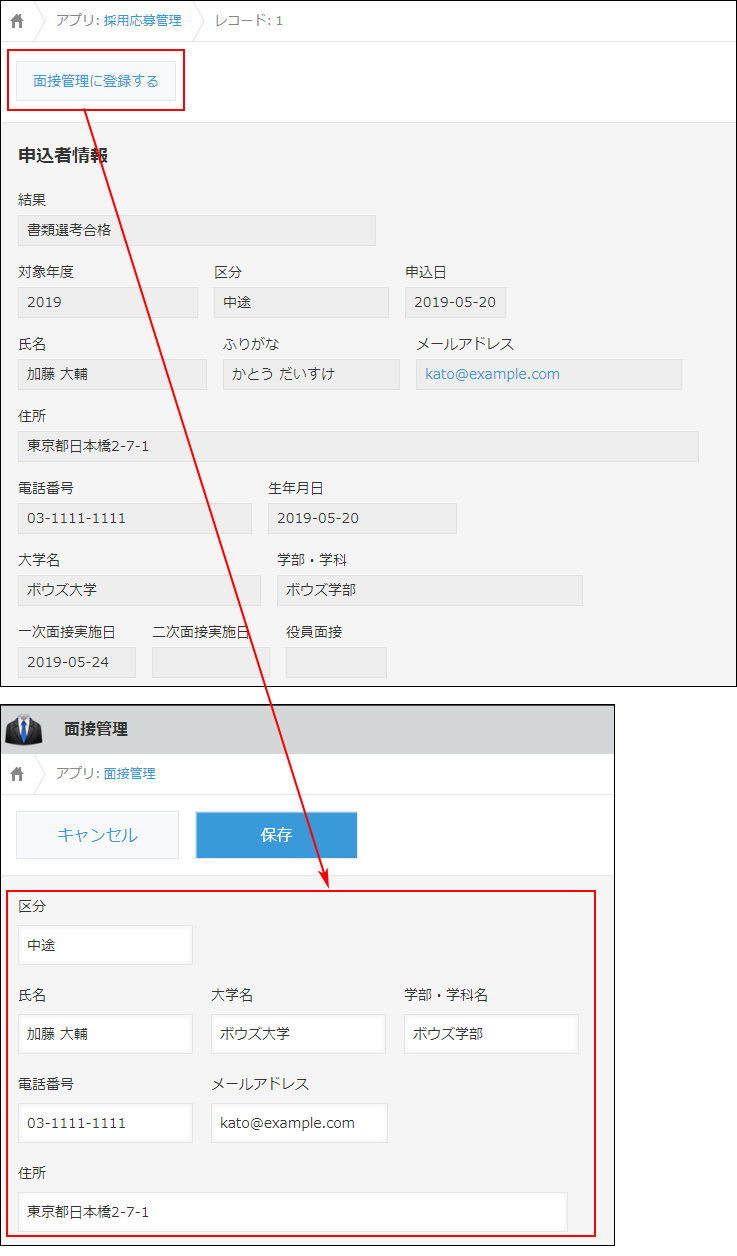 アプリ: 採用応募管理 レコード: 1
面接管理に登録する
申込者情報
結果
書類選考合格
対象年度 区分 申込日
2019 中途 2019-05-20
氏名 ふりがな メールアドレス
加藤 大輔 かとう だいすけ kato@example.com
住所
東京都日本橋2-7-1
電話番号 生年月日
03-1111-1111 2019-05-20
大学名 学部・学科
ボウズ大学 ボウズ学部
一次面接実施日 二次面接実施日 役員面接
2019-05-24
面接管理
アプリ: 面接管理
キャンセル 保存
区分
中途
氏名 大学名 学部・学科名
加藤 大輔 ボウズ大学 ボウズ学部
電話番号 メールアドレス
03-1111-1111 kato@example.com
住所
東京都日本橋2-7-1